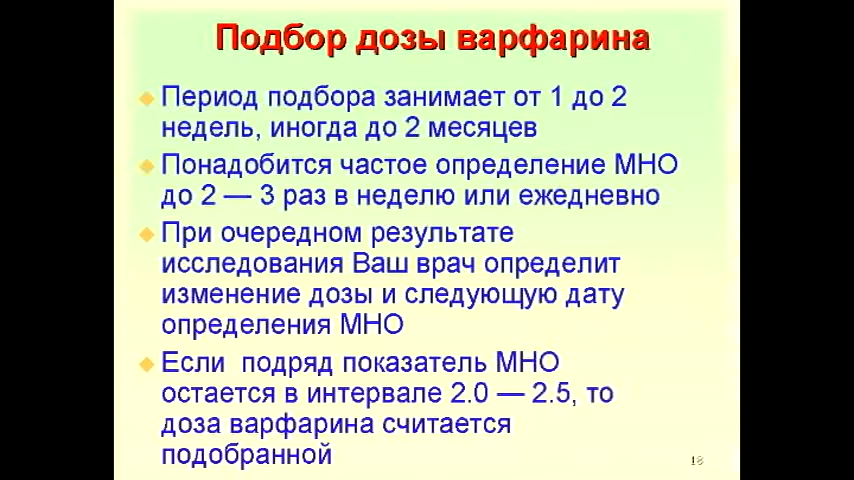 Подбор дозы варфарина
Период подбора занимает от 1 до 2
недель, иногда до 2 месяцев
Понадобится частое определение МНО
до 2 — 3 раз в неделю или ежедневно
При очередном результате
исследования Ваш врач определит
изменение дозы и следующую дату
определения МНО
Если подряд показатель МНО
остается в интервале 2.0 — 2.5, то
доза варфарина считается
подобранной
18